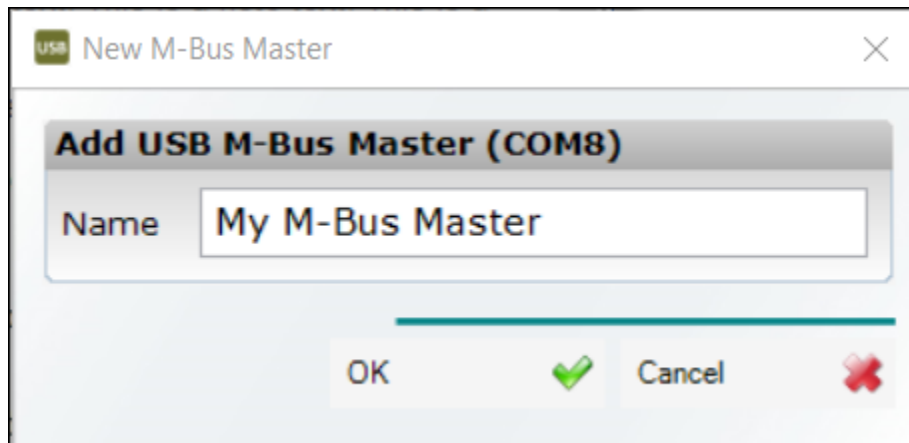 USB New M-Bus Master
Add USB M-Bus Master (COM8)
Name My M-Bus Master
OK Cancel